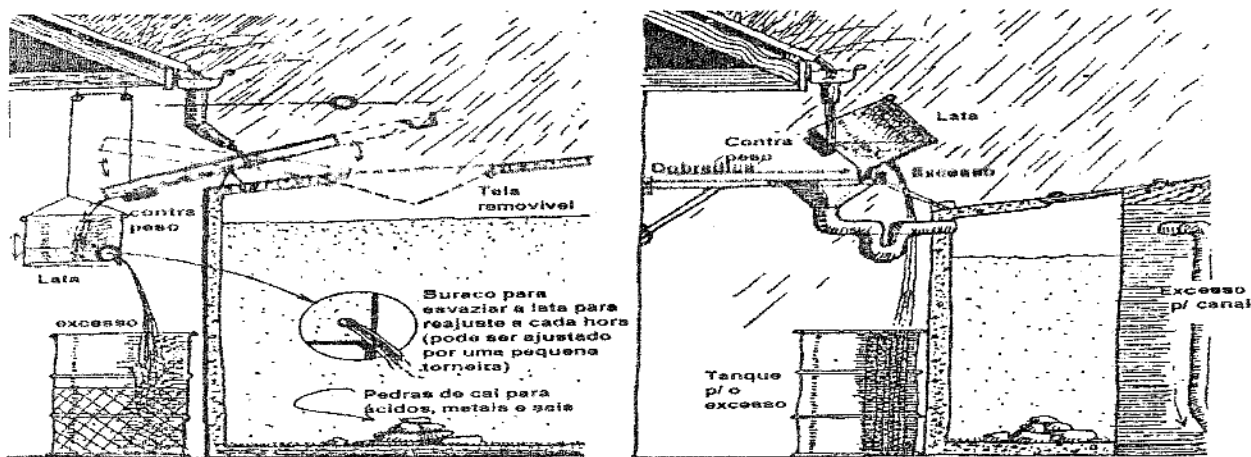 Tela
removivel
contra
peso
Lata
excesso
Buraco para
esvaziar a lata para
reajuste a cada hora
(pode ser ajustado
por uma pequena
torneira)
Pedras de cal para
ácidos, metais e sais
Lata
Contra
peso
Dobradiça
Excesso
Excesso
p/ canal
Tanque
p/ o
excesso